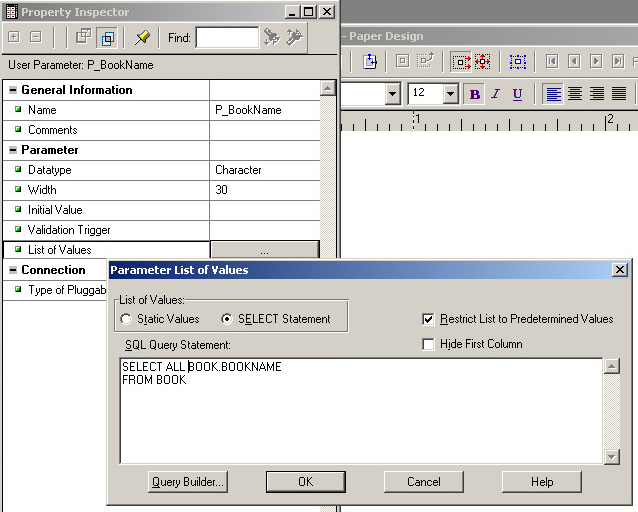 Property Inspector
Find:
User Parameter: P_BookName
General Information
Name P_BookName
Comments
Parameter
Datatype Character
Width 30
Initial Value
Validation Trigger
List of Values ...
Connection
Type of Pluggab
- Paper Design
12 B I U
1 2
Parameter List of Values
List of Values:
Static Values SELECT Statement
Restrict List to Predetermined Values
SQL Query Statement:
Hide First Column
SELECT ALL BOOK.BOOKNAME
FROM BOOK
Query Builder... OK Cancel Help